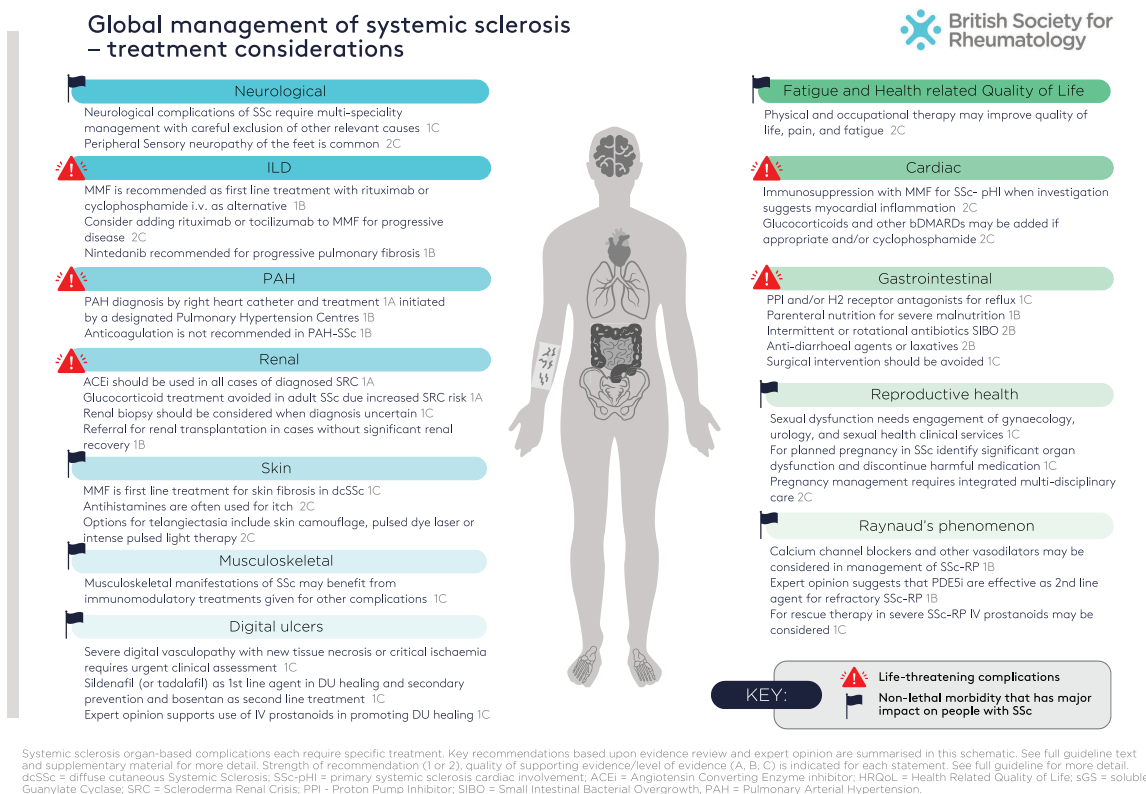 Global management of systemic sclerosis
– treatment considerations
British Society for
Rheumatology
Neurological
Neurological complications of SSc require multi-speciality
management with careful exclusion of other relevant causes 1C
Peripheral Sensory neuropathy of the feet is common 2C
ILD
MMF is recommended as first line treatment with rituximab or
cyclophosphamide i.v. as alternative 1B
Consider adding rituximab or tocilizumab to MMF for progressive
disease 2C
Nintedanib recommended for progressive pulmonary fibrosis 1B
PAH
PAH diagnosis by right heart catheter and treatment 1A initiated
by a designated Pulmonary Hypertension Centres 1B
Anticoagulation is not recommended in PAH-SSc 1B
Renal
ACEi should be used in all cases of diagnosed SRC 1A
Glucocorticoid treatment avoided in adult SSc due increased SRC risk 1A
Renal biopsy should be considered when diagnosis uncertain 1C
Referral for renal transplantation in cases without significant renal
recovery 1B
Skin
MMF is first line treatment for skin fibrosis in dcSSc 1C
Antihistamines are often used for itch 2C
Options for telangiectasia include skin camouflage, pulsed dye laser or
intense pulsed light therapy 2C
Musculoskeletal
Musculoskeletal manifestations of SSc may benefit from
immunomodulatory treatments given for other complications 1C
Digital ulcers
Severe digital vasculopathy with new tissue necrosis or critical ischaemia
requires urgent clinical assessment 1C
Sildenafil (or tadalafil) as 1st line agent in DU healing and secondary
prevention and bosentan as second line treatment 1C
Expert opinion supports use of IV prostanoids in promoting DU healing 1C
Fatigue and Health related Quality of Life
Physical and occupational therapy may improve quality of
life, pain, and fatigue 2C
Cardiac
Immunosuppression with MMF for SSc- pHI when investigation
suggests myocardial inflammation 2C
Glucocorticoids and other bDMARDs may be added if
appropriate and/or cyclophosphamide 2C
Gastrointestinal
PPI and/or H2 receptor antagonists for reflux 1C
Parenteral nutrition for severe malnutrition 1B
Intermittent or rotational antibiotics SIBO 2B
Anti-diarrhoeal agents or laxatives 2B
Surgical intervention should be avoided 1C
Reproductive health
Sexual dysfunction needs engagement of gynaecology,
urology, and sexual health clinical services 1C
For planned pregnancy in SSc identify significant organ
dysfunction and discontinue harmful medication 1C
Pregnancy management requires integrated multi-disciplinary
care 2C
Raynaud's phenomenon
Calcium channel blockers and other vasodilators may be
considered in management of SSc-RP 1B
Expert opinion suggests that PDE5i are effective as 2nd line
agent for refractory SSc-RP 1B
For rescue therapy in severe SSc-RP IV prostanoids may be
considered 1C
KEY:
Life-threatening complications
Non-lethal morbidity that has major
impact on people with SSc
Systemic sclerosis organ-based complications each require specific treatment. Key recommendations based upon evidence review and expert opinion are summarised in this schematic. See full guideline text
and supplementary material for more detail. Strength of recommendation (1 or 2), quality of supporting evidence/level of evidence (A, B, C) is indicated for each statement. See full guideline for more detail.
dcSSc = diffuse cutaneous Systemic Sclerosis; SSc-pHI = primary systemic sclerosis cardiac involvement; ACEi = Angiotensin Converting Enzyme inhibitor; HRQoL = Health Related Quality of Life; sGS = soluble
Guanylate Cyclase; SRC = Scleroderma Renal Crisis; PPI - Proton Pump Inhibitor; SIBO = Small Intestinal Bacterial Overgrowth, PAH = Pulmonary Arterial Hypertension.